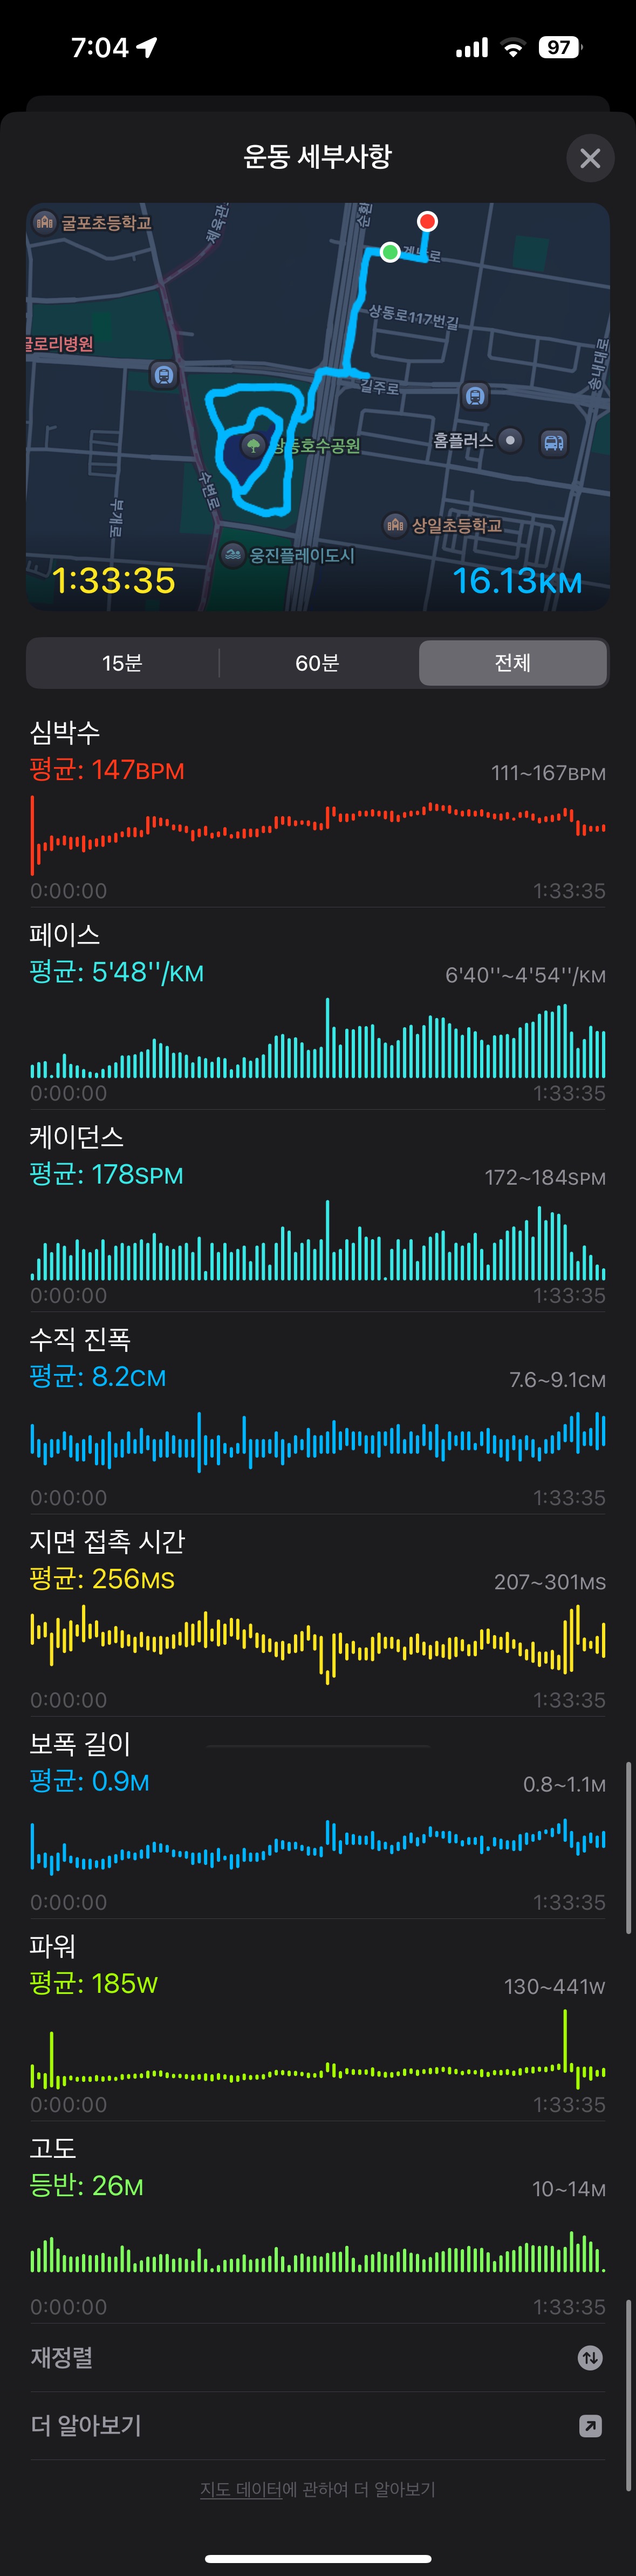 7:04
97
운동 세부사항
굴포초등학교
체육관
순환
상동로117번길
글로리병원
길주로
송내대로
홈플러스
상동호수공원
수변로
부개로
상일초등학교
웅진플레이도시
1:33:35
16.13KM
15분
60분
전체
심박수
평균: 147BPM
111~167BPM
0:00:00
1:33:35
페이스
평균: 5'48''/KM
6'40''~4'54''/KM
0:00:00
1:33:35
케이던스
평균: 178SPM
172~184SPM
0:00:00
1:33:35
수직 진폭
평균: 8.2CM
7.6~9.1CM
0:00:00
1:33:35
지면 접촉 시간
평균: 256MS
207~301MS
0:00:00
1:33:35
보폭 길이
평균: 0.9M
0.8~1.1M
0:00:00
1:33:35
파워
평균: 185W
130~441W
0:00:00
1:33:35
고도
등반: 26M
10~14M
0:00:00
1:33:35
재정렬
더 알아보기
지도 데이터에 관하여 더 알아보기